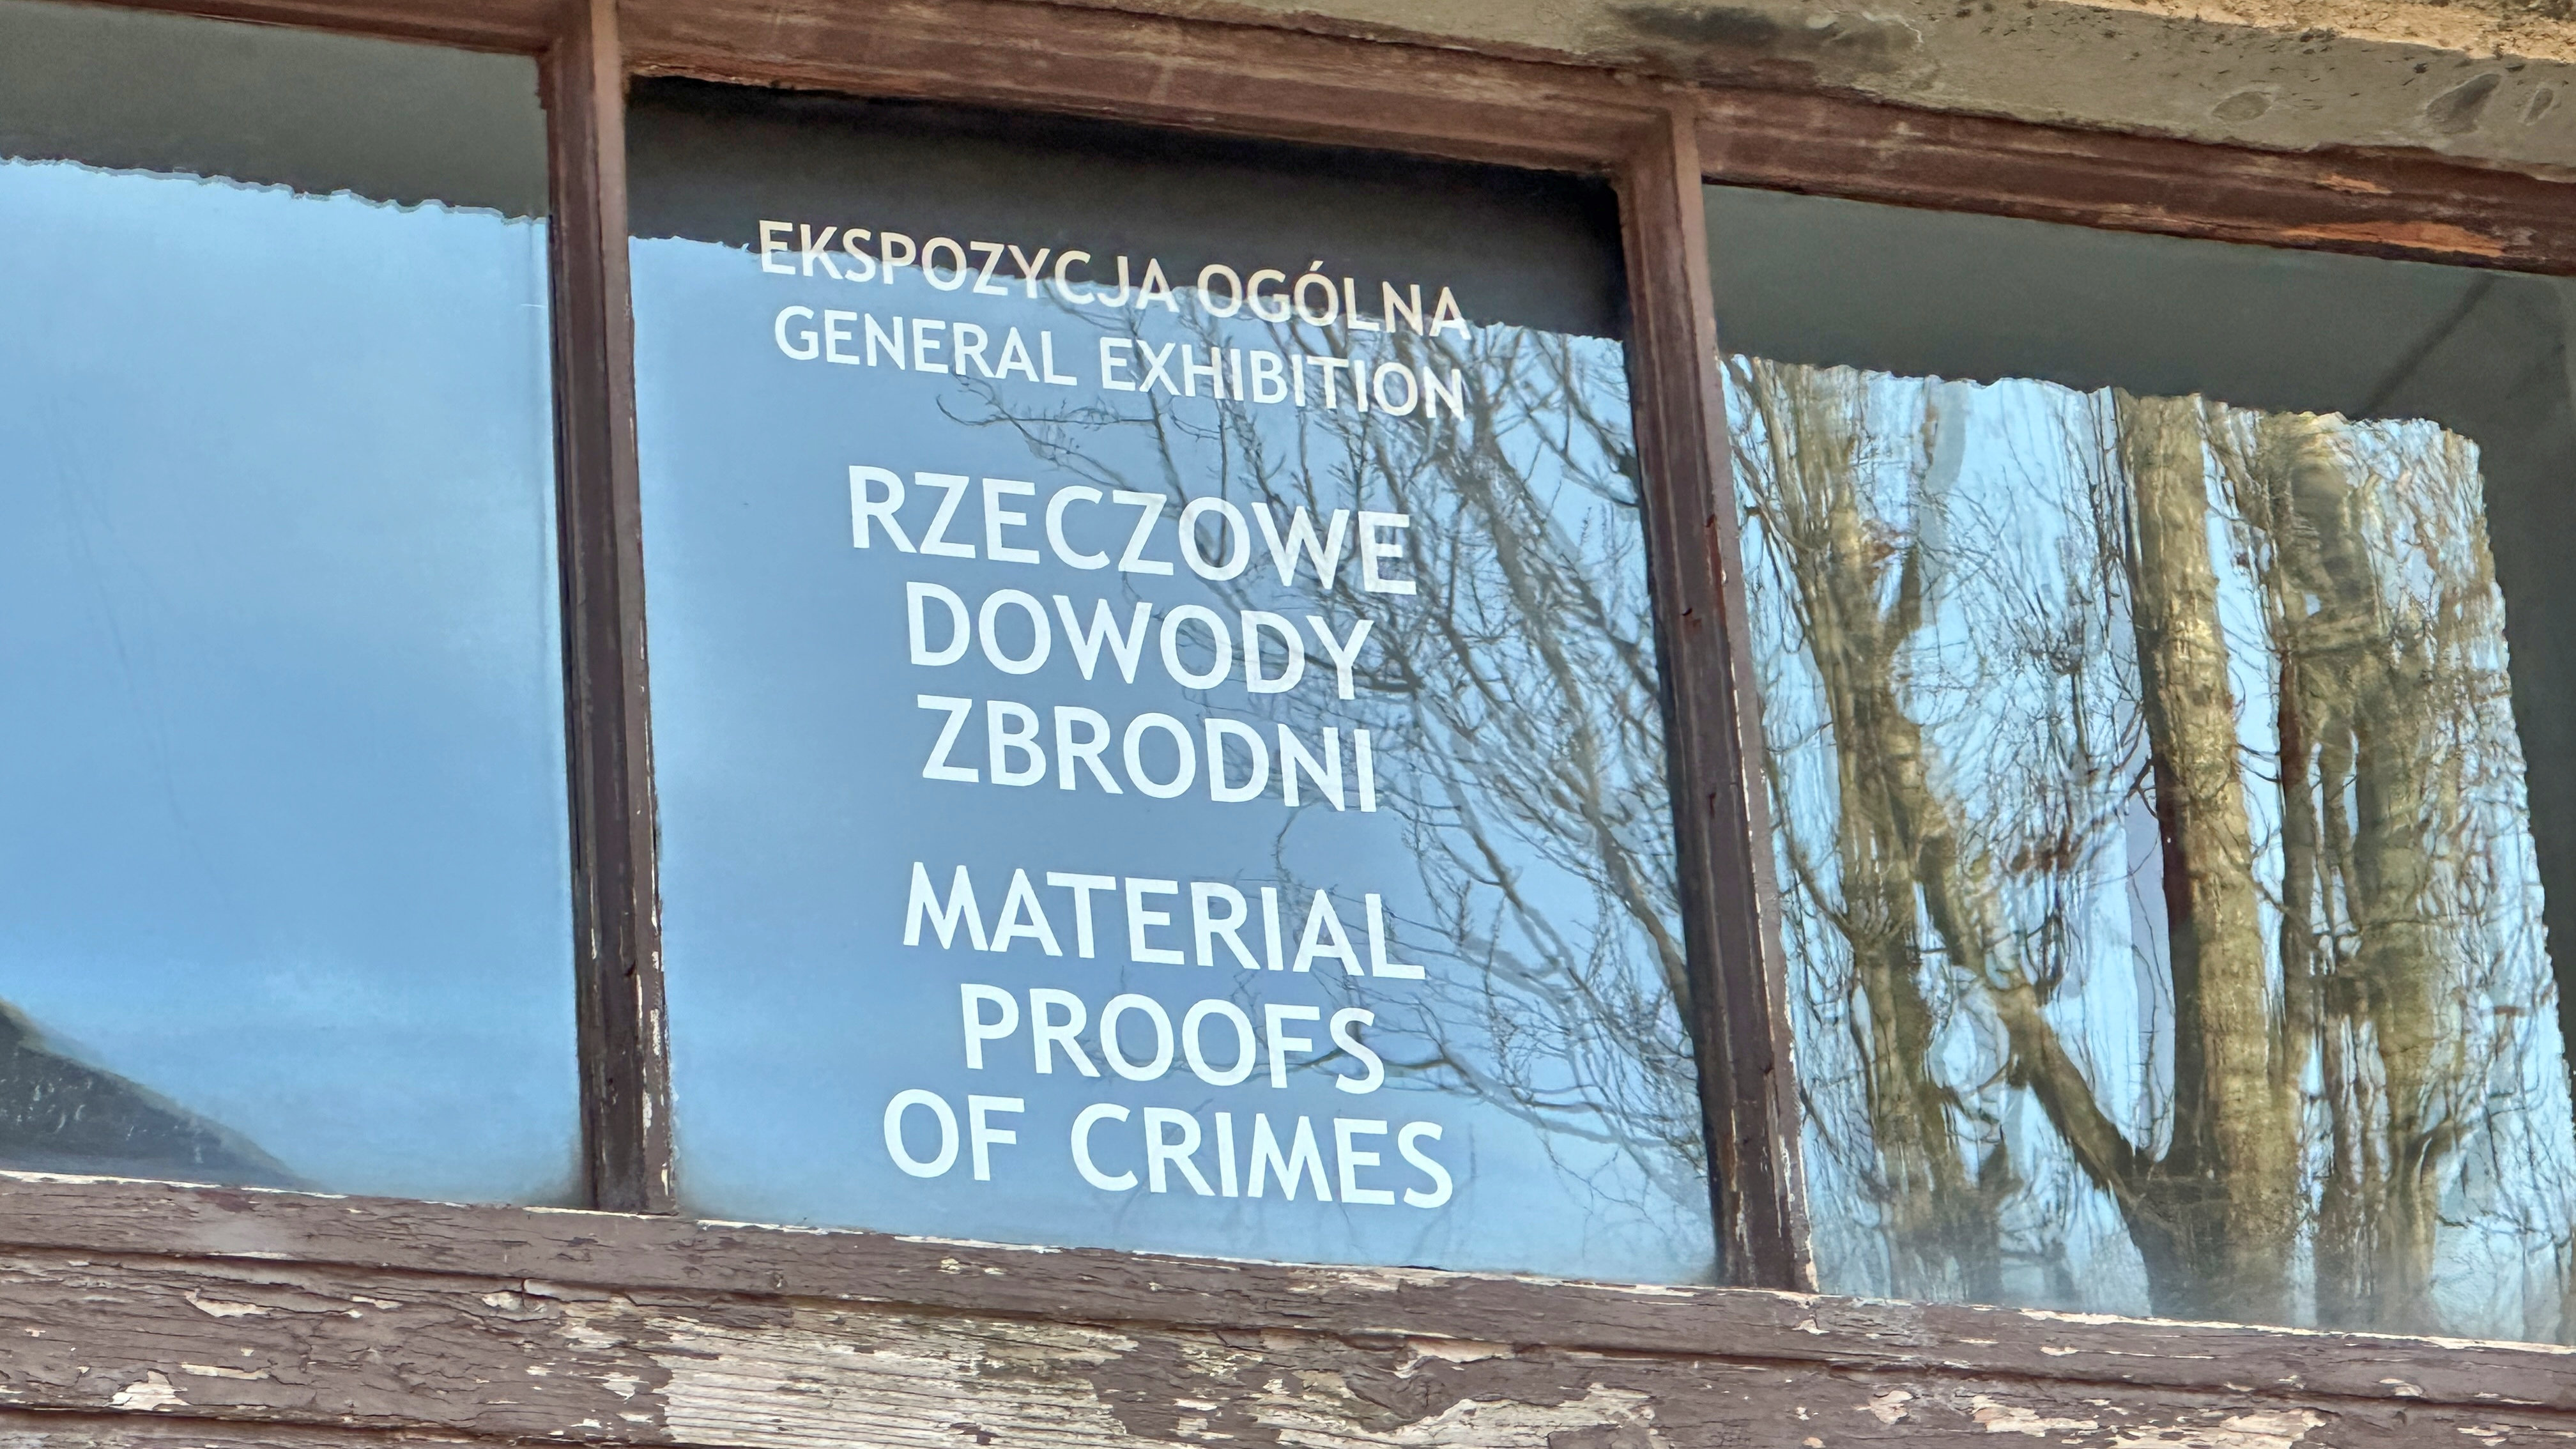 EKSPOZYCJA OGÓLNA
GENERAL EXHIBITION
RZECZOWE
DOWODY
ZBRODNI
MATERIAL
PROOFS
OF CRIMES